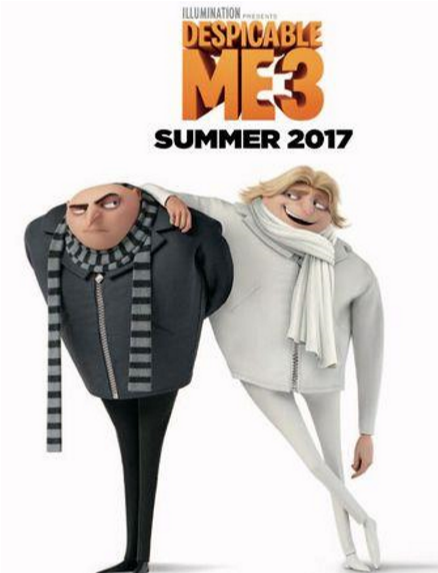 ILLUMINATION PRESENTS
DESPICABLE
ME3
SUMMER 2017